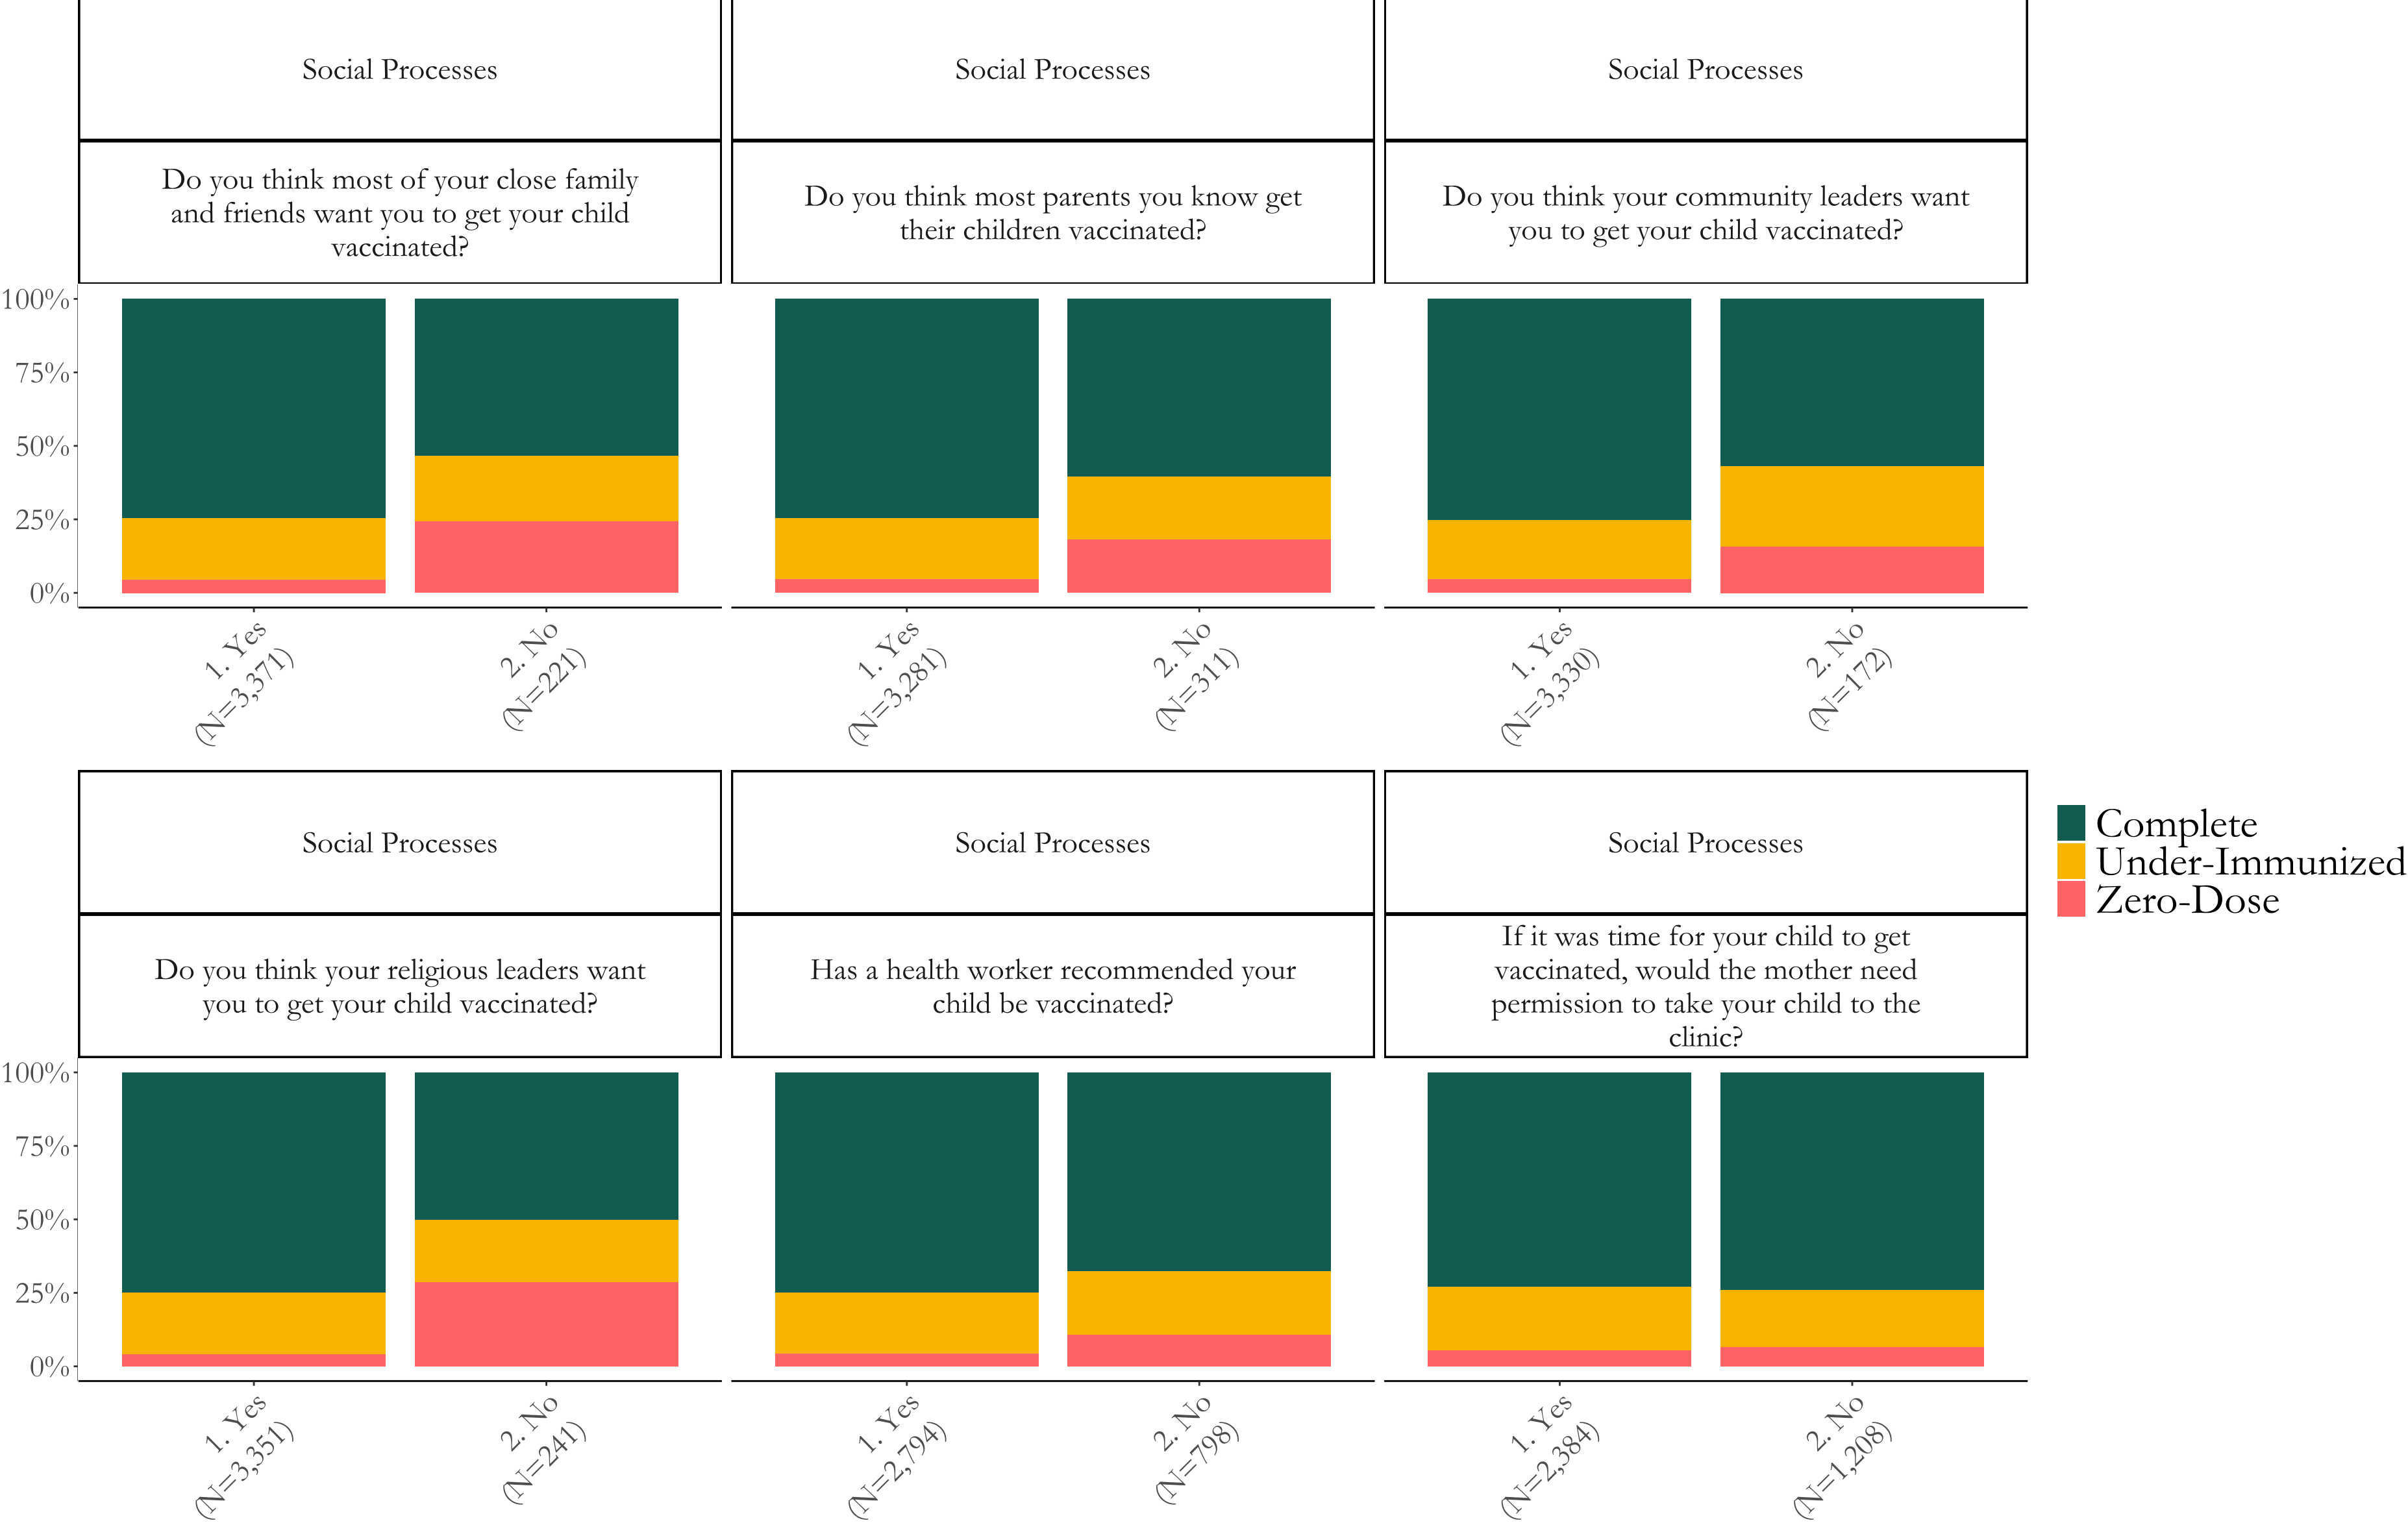 Social Processes
Social Processes
Social Processes
Do you think most of your close family
and friends want you to get your child
vaccinated?
Do you think most parents you know get
their children vaccinated?
Do you think your community leaders want
you to get your child vaccinated?
100%
75%
50%
25%
0%
1. Yes
(N=3,371)
2. No
(N=221)
1. Yes
(N=3,281)
2. No
(N=311)
1. Yes
(N=3,330)
2. No
(N=172)
Social Processes
Social Processes
Social Processes
Do you think your religious leaders want
you to get your child vaccinated?
Has a health worker recommended your
child be vaccinated?
If it was time for your child to get
vaccinated, would the mother need
permission to take your child to the
clinic?
100%
75%
50%
25%
0%
1. Yes
(N=3,351)
2. No
(N=241)
1. Yes
(N=2,794)
2. No
(N=798)
1. Yes
(N=2,384)
2. No
(N=1,208)
Complete
Under-Immunized
Zero-Dose